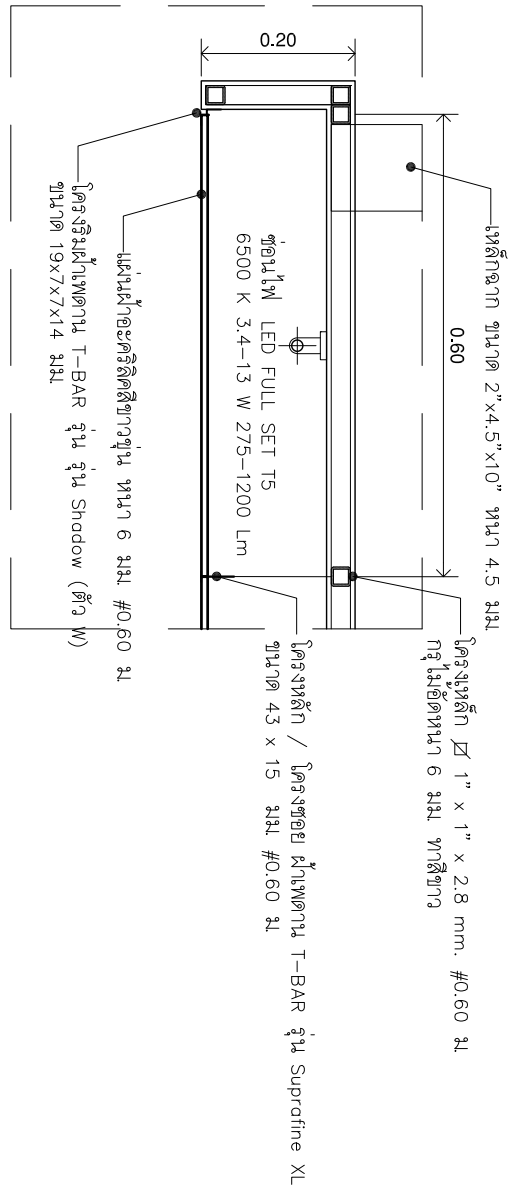 0.20
0.60
เหล็กฉาก ขนาด 2"x4.5"x10" หนา 4.5 มม.
โครงเหล็ก 1" x 1" x 2.8 mm. #0.60 ม.
กรุไม้อัดหนา 6 มม. ทาสีขาว
ซ่อนไฟ LED FULL SET T5
6500 K 3.4-13 W 275-1200 Lm
โครงหลัก / โครงซอย ฝ้าเพดาน T-BAR รุ่น Suprafine XL
ขนาด 43 x 15 มม. #0.60 ม.
แผ่นฝ้าอะคริลิคสีขาวขุ่น หนา 6 มม. #0.60 ม.
โครงริมฝ้าเพดาน T-BAR รุ่น รุ่น Shadow (ตัว W)
ขนาด 19x7x7x14 มม.